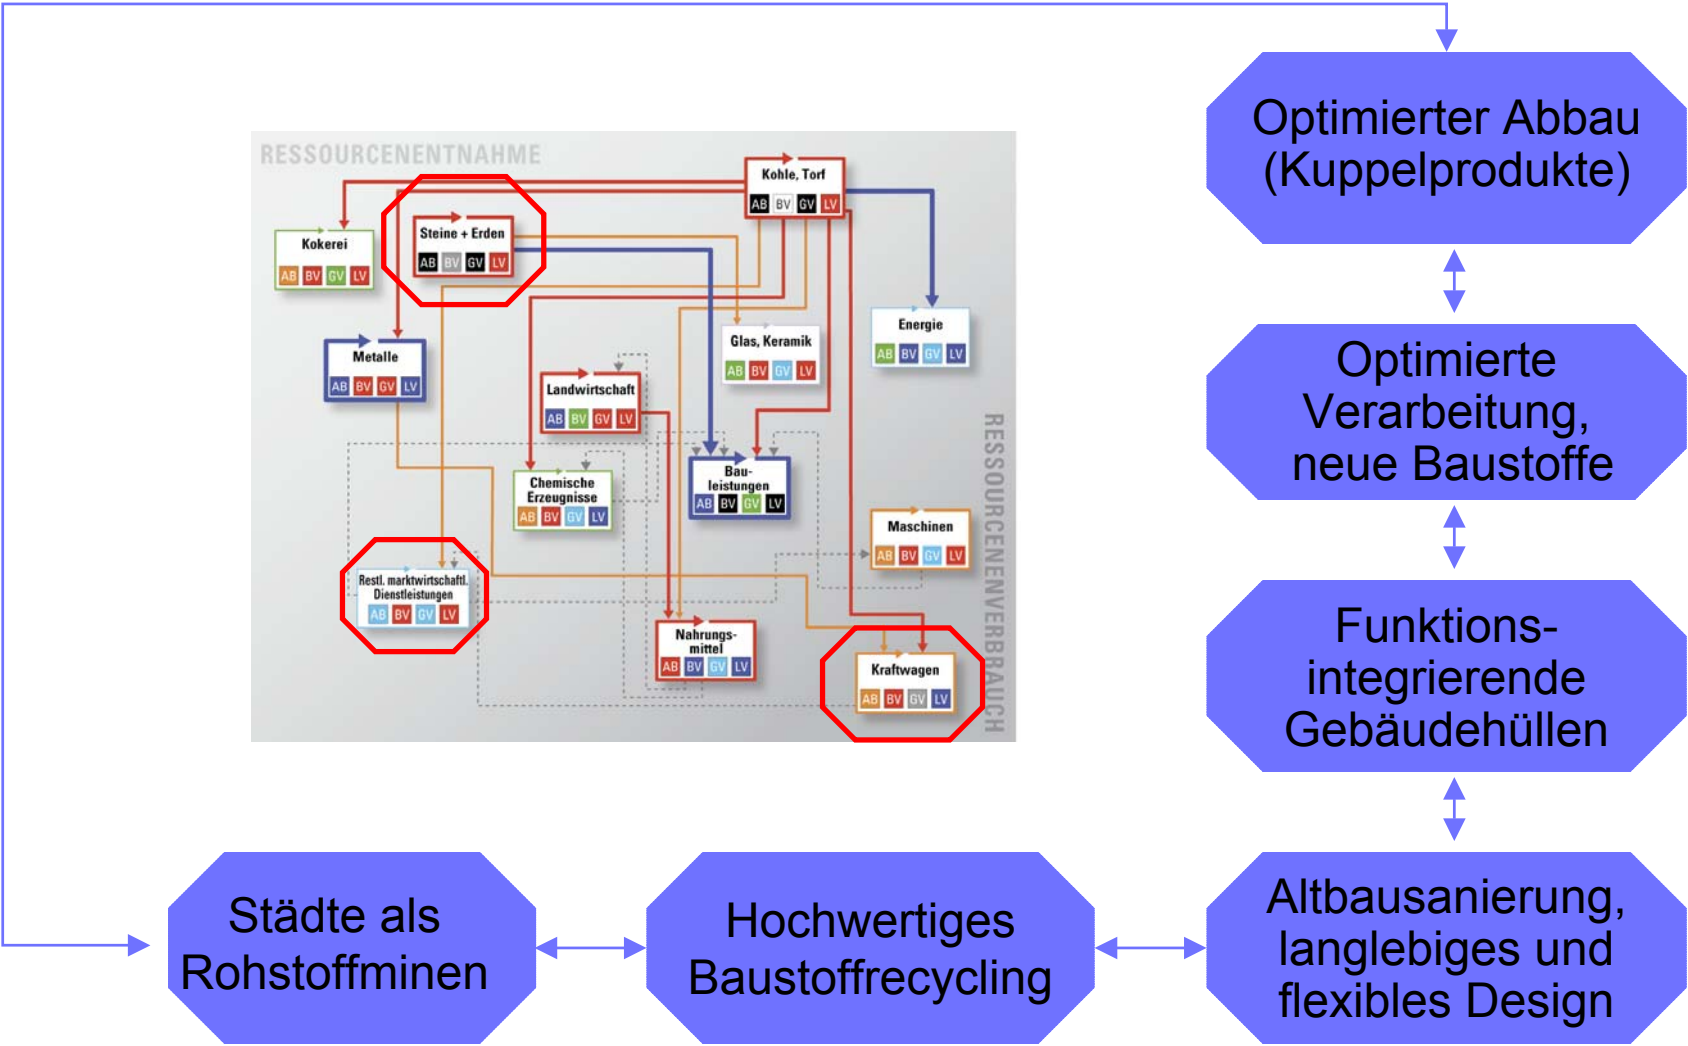 Optimierter Abbau
(Kuppelprodukte)
RESSOURCENENTNAHME
Kohle, Torf
AB BV GV LV
Steine + Erden
AB BV GV LV
Kokerei
AB BV GV LV
Energie
AB BV GV LV
Glas, Keramik
AB BV GV LV
Metalle
AB BV GV LV
Landwirtschaft
AB BV GV LV
RESSOURCENVERBRAUCH
Chemische
Erzeugnisse
AB BV GV LV
Bau-
leistungen
AB BV GV LV
Maschinen
AB BV GV LV
Restl. marktwirtschaftl.
Dienstleistungen
AB BV GV LV
Nahrungs-
mittel
AB BV GV LV
Kraftwagen
AB BV GV LV
Optimierte
Verarbeitung,
neue Baustoffe
Funktions-
integrierende
Gebäudehüllen
Altbausanierung,
langlebiges und
flexibles Design
Hochwertiges
Baustoffrecycling
Städte als
Rohstoffminen